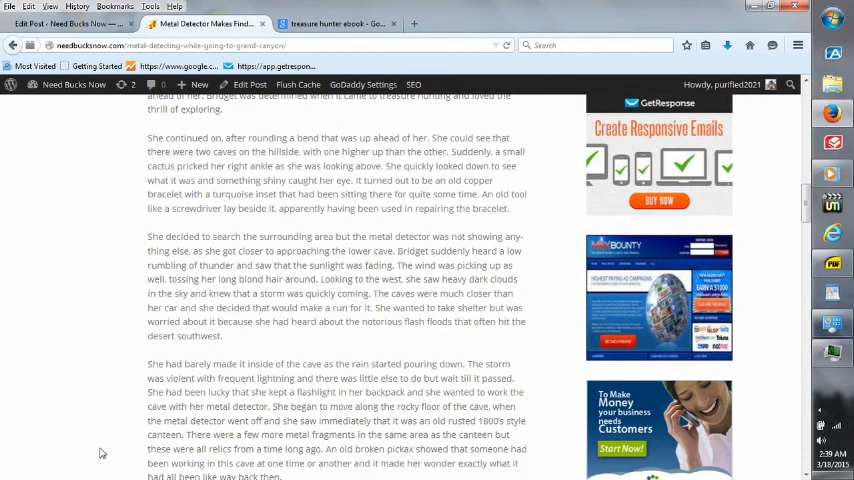 File Edit View History Bookmarks Tools Help
Edit Post ‹ Need Bucks Now — ... × Metal Detector Makes Find... × treasure hunter ebook - Go... × +
needbucksnow.com/metal-detecting-while-going-to-grand-canyon/ Search
Most Visited Getting Started https://www.google.c... https://app.getrespon...
Need Bucks Now 2 0 + New Edit Post Flush Cache GoDaddy Settings SEO Howdy, purified2021
ahead of her. Bridget was determined when it came to treasure hunting and loved the
thrill of exploring.
She continued on, after rounding a bend that was up ahead of her. She could see that
there were two caves on the hillside, with one higher up than the other. Suddenly, a small
cactus pricked her right ankle as she was looking above. She quickly looked down to see
what it was and something shiny caught her eye. It turned out to be an old copper
bracelet with a turquoise inset that had been sitting there for quite some time. An old tool
like a screwdriver lay beside it, apparently having been used in repairing the bracelet.
She decided to search the surrounding area but the metal detector was not showing any-
thing else, as she got closer to approaching the lower cave. Bridget suddenly heard a low
rumbling of thunder and saw that the sunlight was fading. The wind was picking up as
well, tossing her long blond hair around. Looking to the west, she saw heavy dark clouds
in the sky and knew that a storm was quickly coming. The caves were much closer than
her car and she decided that would make a run for it. She wanted to take shelter but was
worried about it because she had heard about the notorious flash floods that often hit the
desert southwest.
She had barely made it inside of the cave as the rain started pouring down. The storm
was violent with frequent lightning and there was little else to do but wait till it passed.
She had been lucky that she kept a flashlight in her backpack and she wanted to work the
cave with her metal detector. She began to move along the rocky floor of the cave, when
the metal detector went off and she saw immediately that it was an old rusted 1800's style
canteen. There were a few more metal fragments in the same area as the canteen but
these were all relics from a time long ago. An old broken pickax showed that someone had
been working in this cave at one time or another and it made her wonder exactly what it
had all been like way back then.
GetResponse
Create Responsive Emails
BUY NOW
MAXBOUNTY
HIGHEST PAYING AD CAMPAIGNS
EARN A $1000
To Make
Money
your business
needs
Customers
Start Now!
PDF
2:39 AM
3/18/2015